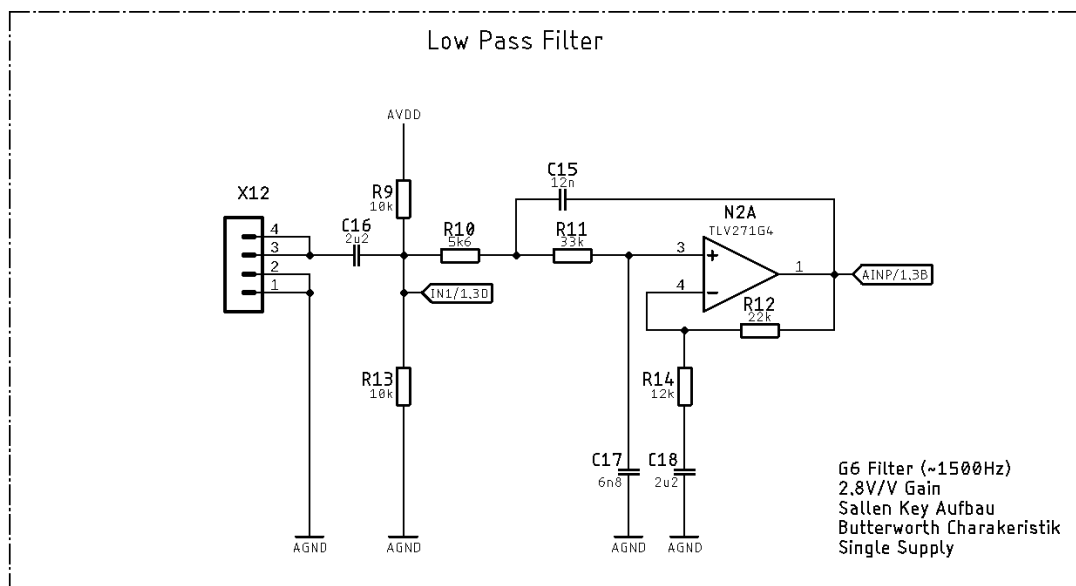 Low Pass Filter
AVDD
X12
4
3
2
1
C16
2u2
R9
10k
R13
10k
IN1/1.3D
AGND
AGND
R10
5k6
C15
12n
R11
33k
N2A
TLV271G4
3
4
1
AINP/1.3B
R12
22k
R14
12k
C17
6n8
C18
2u2
AGND
AGND
G6 Filter (~1500Hz)
2.8V/V Gain
Sallen Key Aufbau
Butterworth Charakeristik
Single Supply